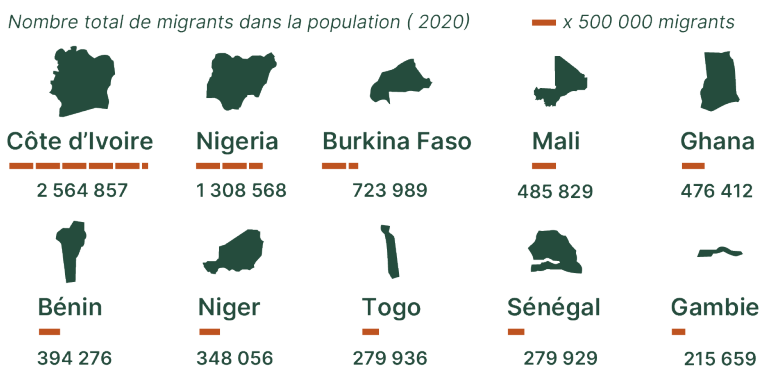 Nombre total de migrants dans la population ( 2020)
x 500 000 migrants
Côte d’Ivoire Nigeria Burkina Faso Mali Ghana
2 564 857 1 308 568 723 989 485 829 476 412
Bénin Niger Togo Sénégal Gambie
394 276 348 056 279 936 279 929 215 659